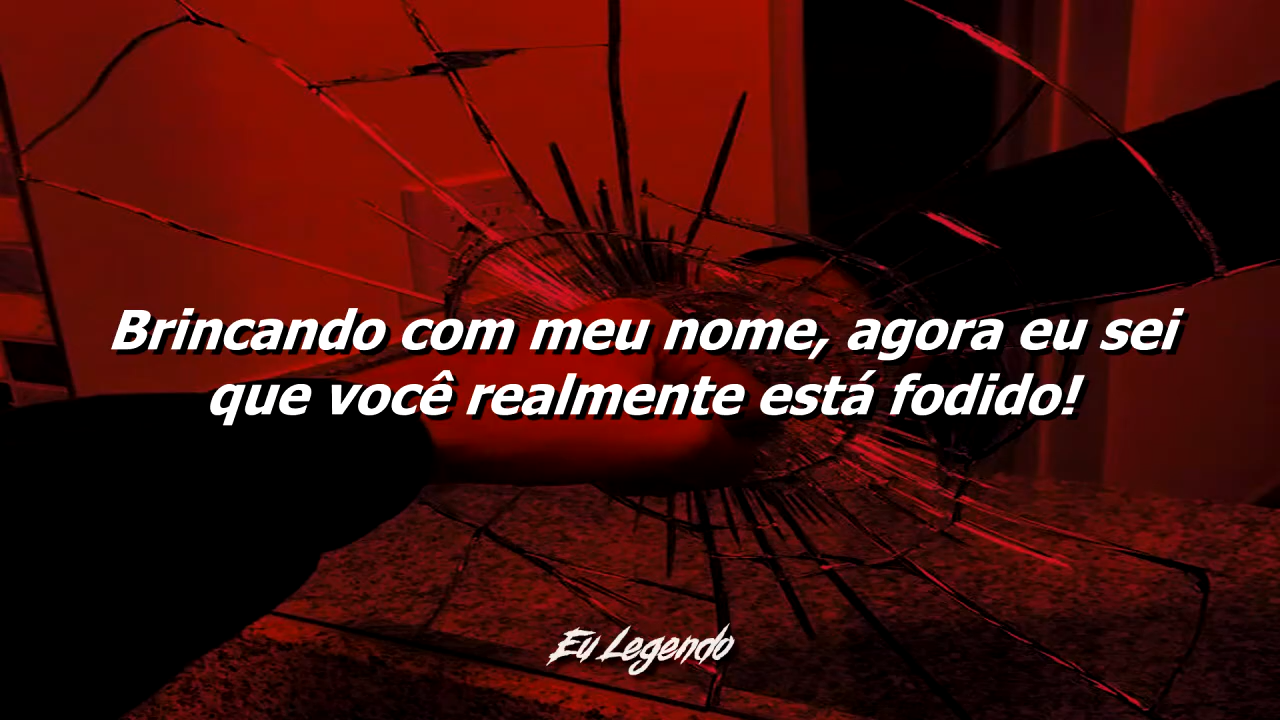 Brincando com meu nome, agora eu sei
que você realmente está fodido!
Eu Legendo